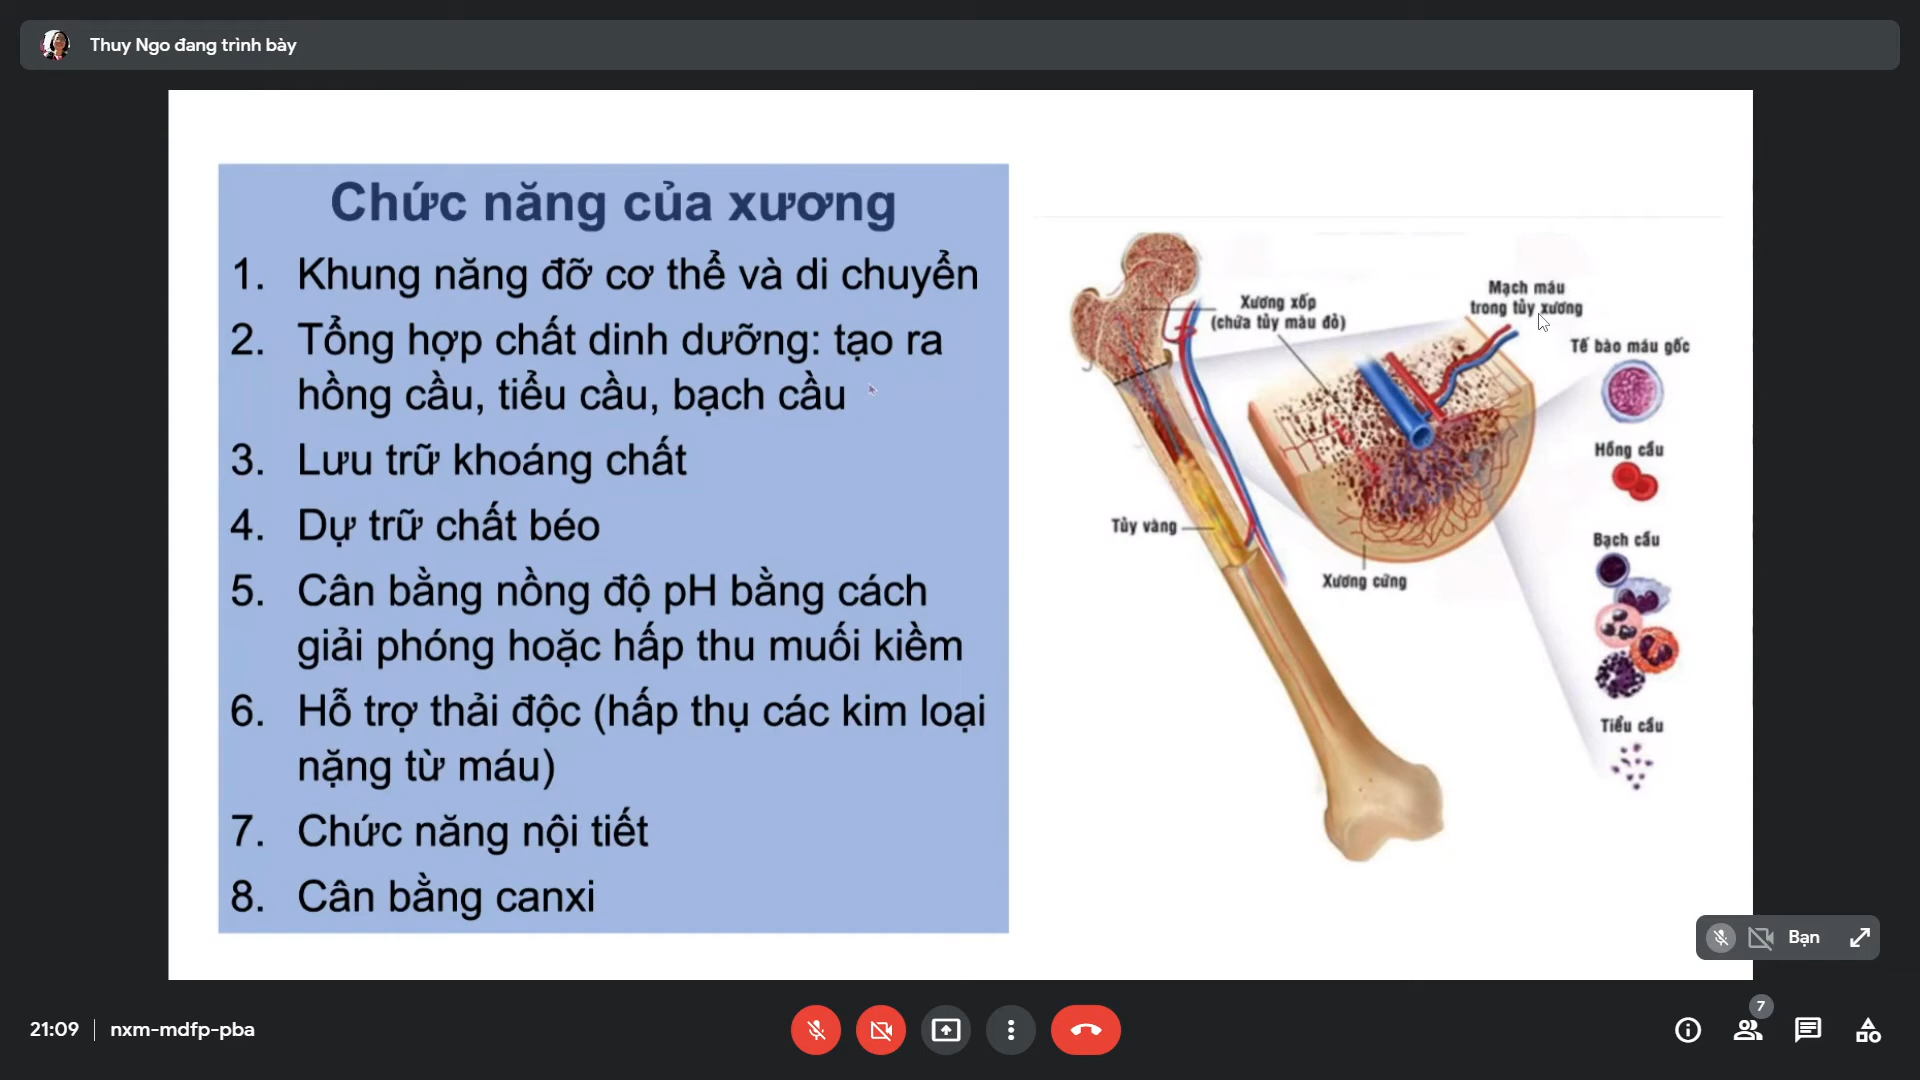 Thuy Ngo đang trình bày
Chức năng của xương
1. Khung năng đỡ cơ thể và di chuyển
2. Tổng hợp chất dinh dưỡng: tạo ra
hồng cầu, tiểu cầu, bạch cầu
3. Lưu trữ khoáng chất
4. Dự trữ chất béo
5. Cân bằng nồng độ pH bằng cách
giải phóng hoặc hấp thu muối kiềm
6. Hỗ trợ thải độc (hấp thụ các kim loại
nặng từ máu)
7. Chức năng nội tiết
8. Cân bằng canxi
Xương xốp
(chứa tủy màu đỏ)
Mạch máu
trong tủy xương
Tế bào máu gốc
Hồng cầu
Tủy vàng
Xương cứng
Bạch cầu
Tiểu cầu
Bạn
21:09
nxm-mdfp-pba
7